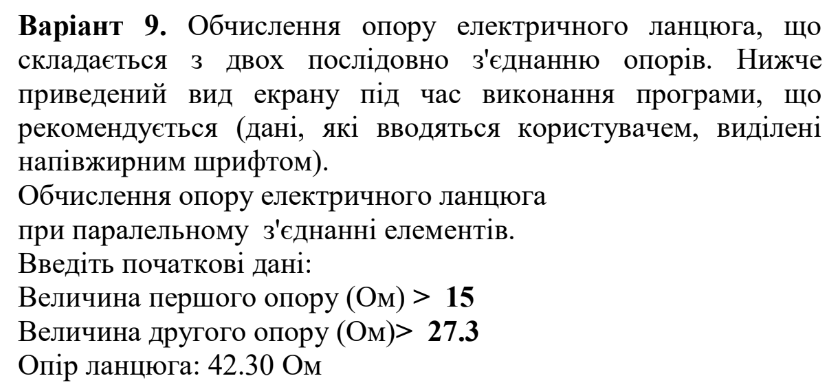 Варіант 9. Обчислення опору електричного ланцюга, що
складається з двох послідовно з'єднанню опорів. Нижче
приведений вид екрану під час виконання програми, що
рекомендується (дані, які вводяться користувачем, виділені
напівжирним шрифтом).
Обчислення опору електричного ланцюга
при паралельному з'єднанні елементів.
Введіть початкові дані:
Величина першого опору (Ом) > 15
Величина другого опору (Ом)> 27.3
Опір ланцюга: 42.30 Ом